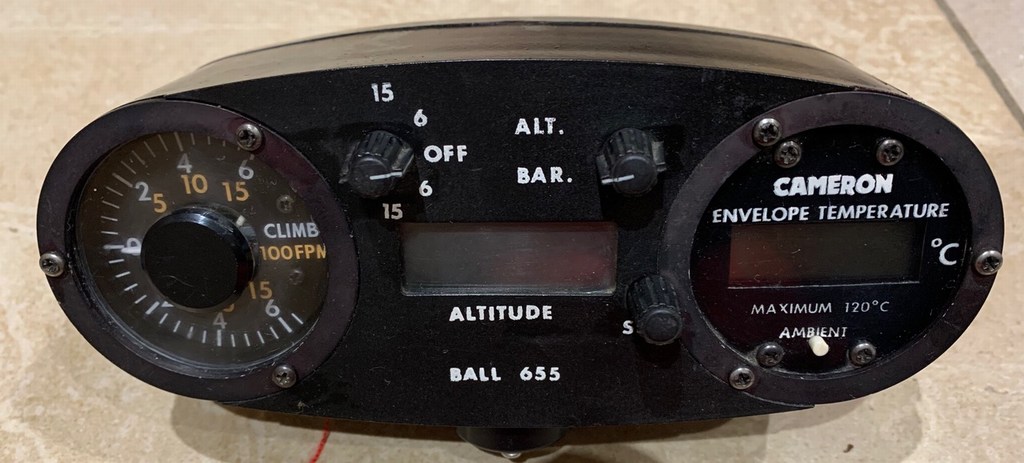 15
6
OFF
6
15
ALT.
BAR.
4
6
2
5
10
15
0
CLIMB
100FPM
15
4
6
ALTITUDE
BALL 655
CAMERON
ENVELOPE TEMPERATURE
°C
MAXIMUM 120°C
AMBIENT